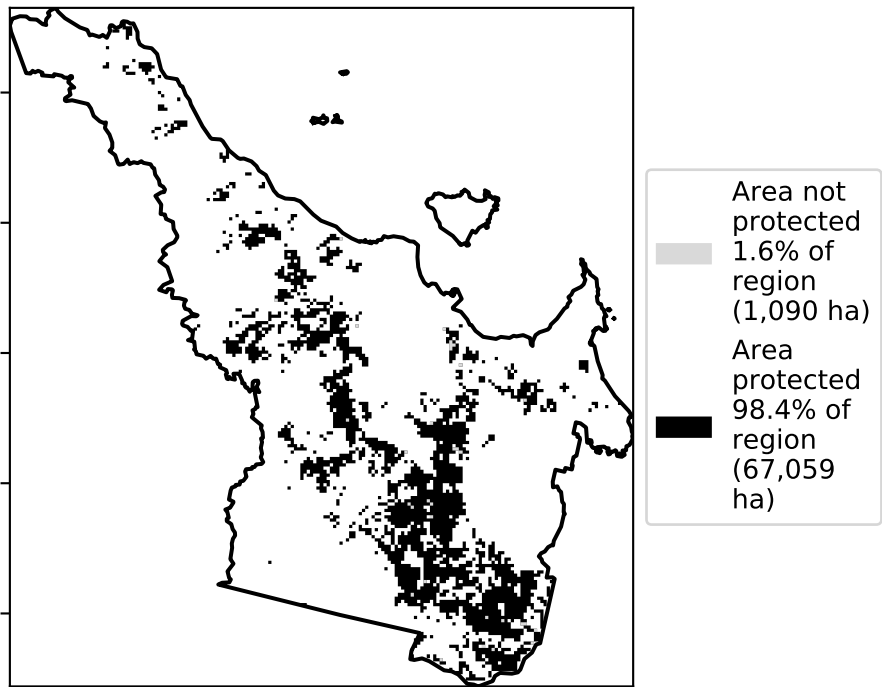 Area not
protected
1.6% of
region
(1,090 ha)
Area
protected
98.4% of
region
(67,059
ha)